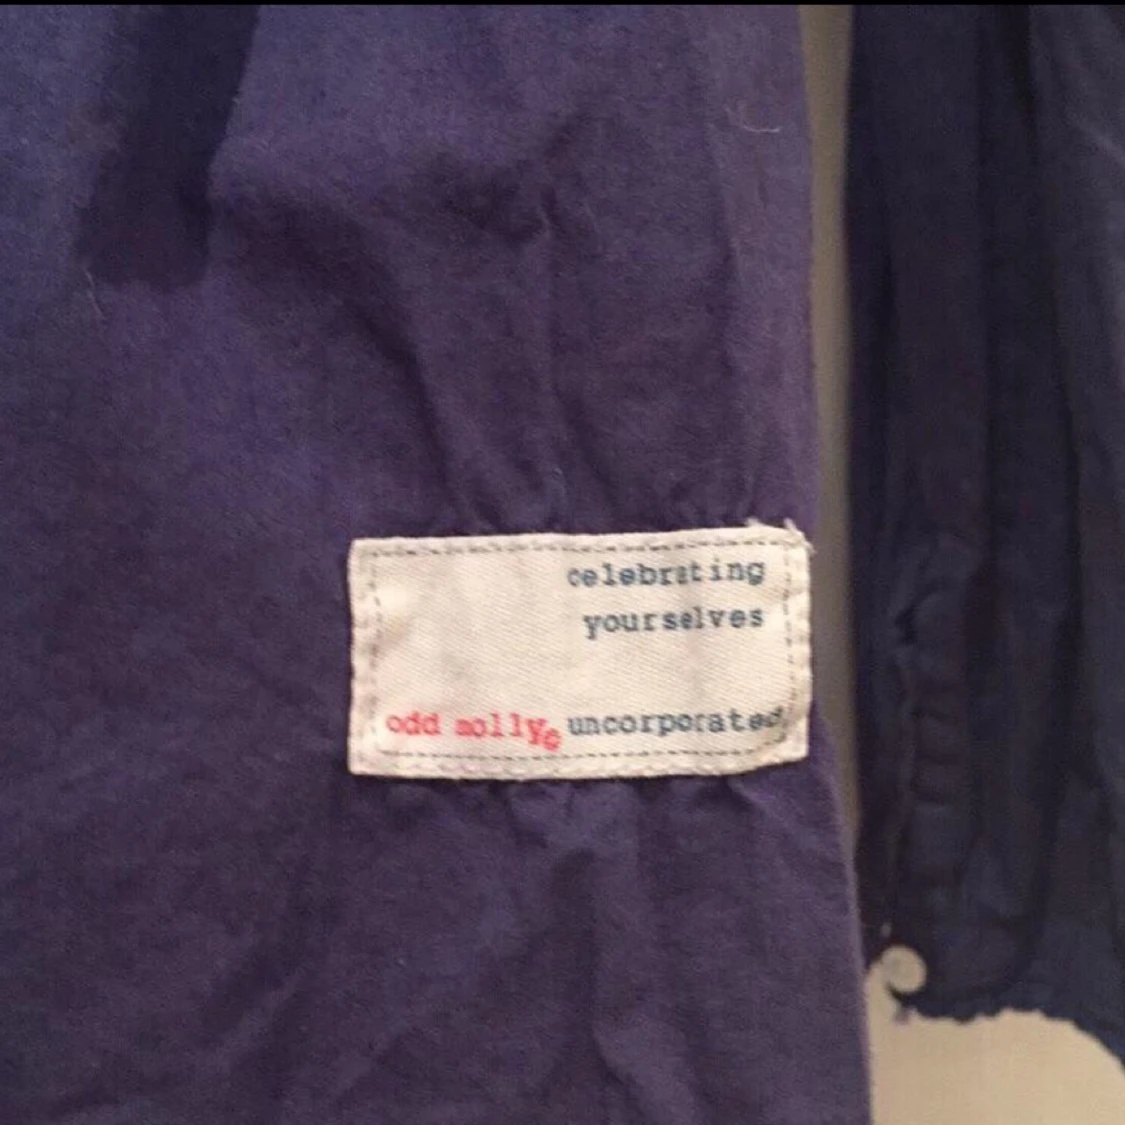 celebrating
yourselves
odd molly© uncorporated